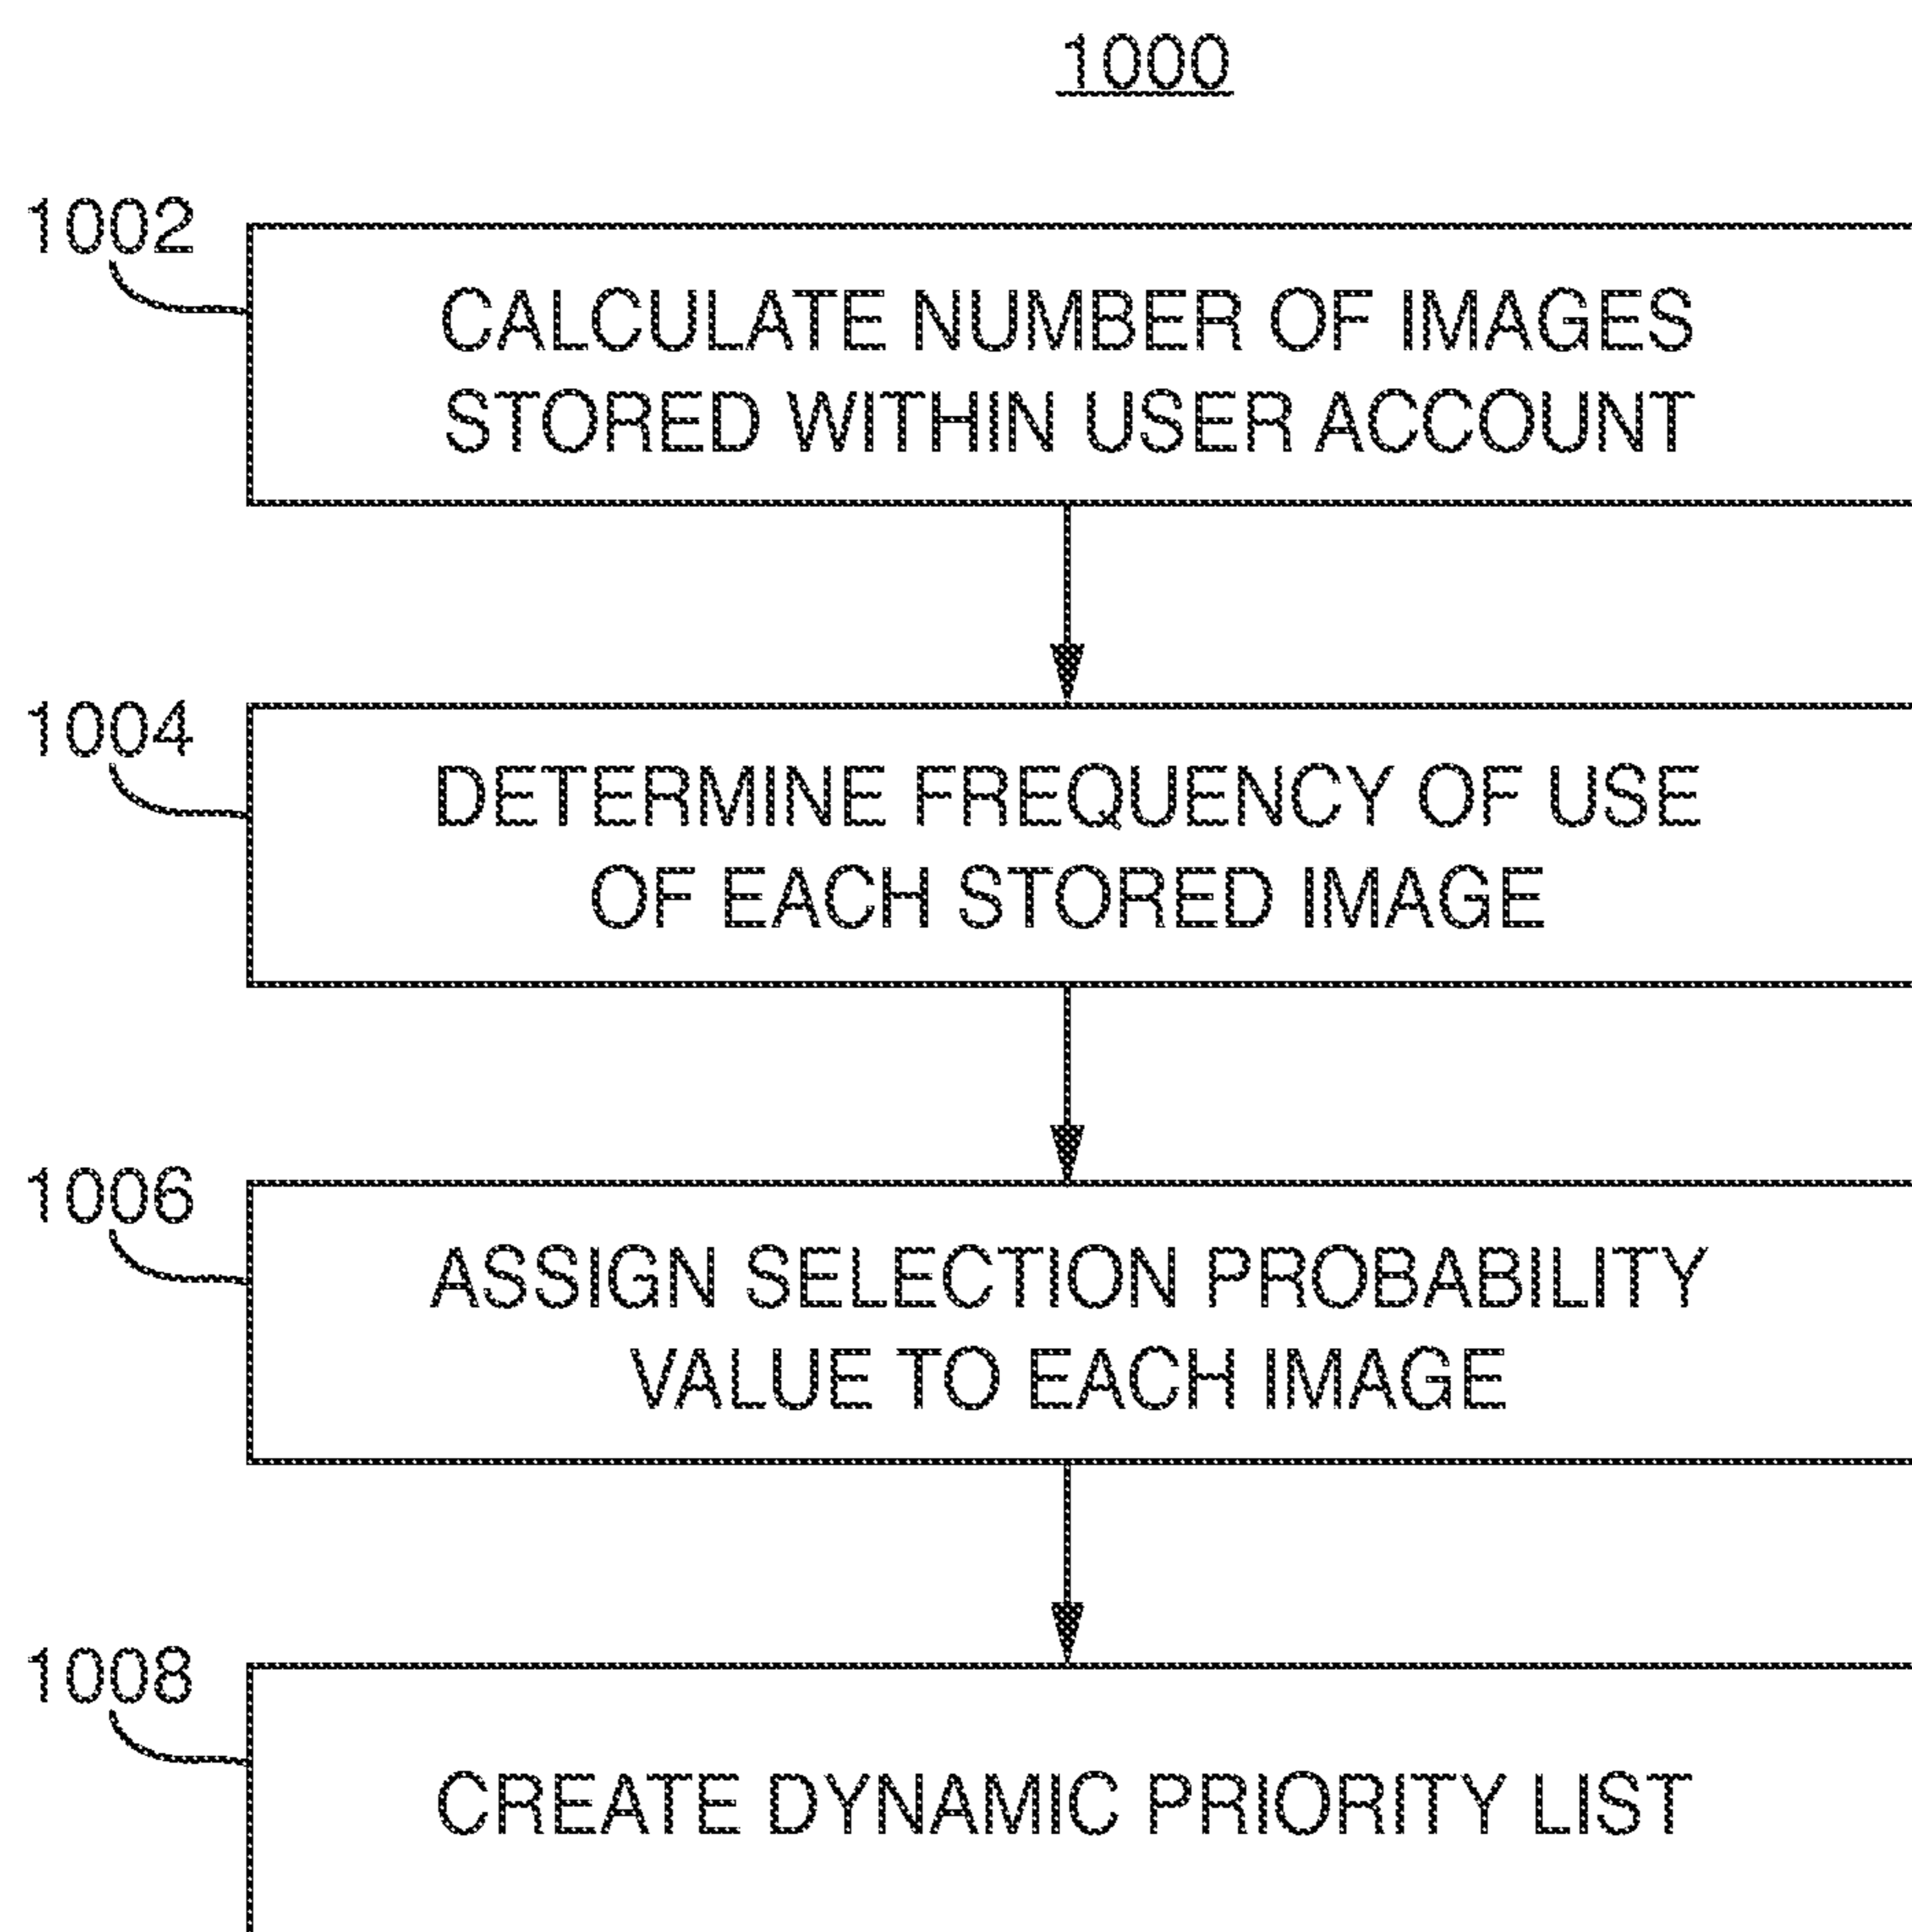 1000
1002
CALCULATE NUMBER OF IMAGES
STORED WITHIN USER ACCOUNT
1004
DETERMINE FREQUENCY OF USE
OF EACH STORED IMAGE
1006
ASSIGN SELECTION PROBABILITY
VALUE TO EACH IMAGE
1008
CREATE DYNAMIC PRIORITY LIST